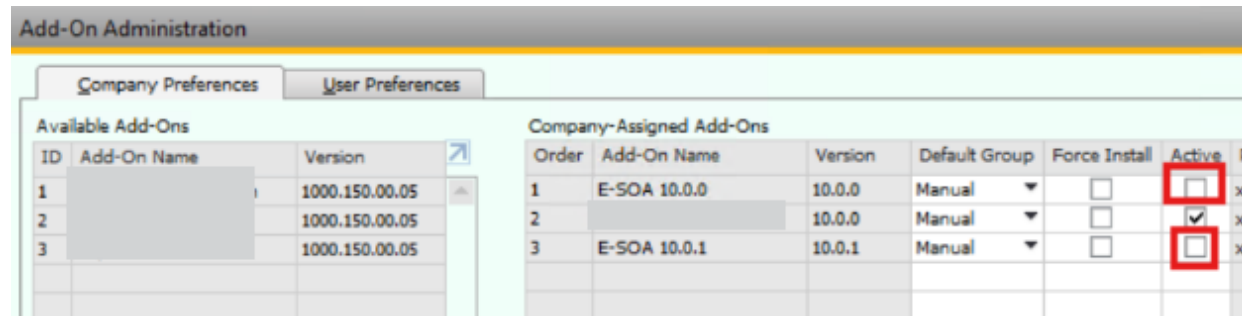 Add-On Administration
Company Preferences User Preferences
Available Add-Ons Company-Assigned Add-Ons
ID Add-On Name Version Order Add-On Name Version Default Group Force Install Active
1 1000.150.00.05 1 E-SOA 10.0.0 10.0.0 Manual
2 1000.150.00.05 2 10.0.0 Manual
3 1000.150.00.05 3 E-SOA 10.0.1 10.0.1 Manual